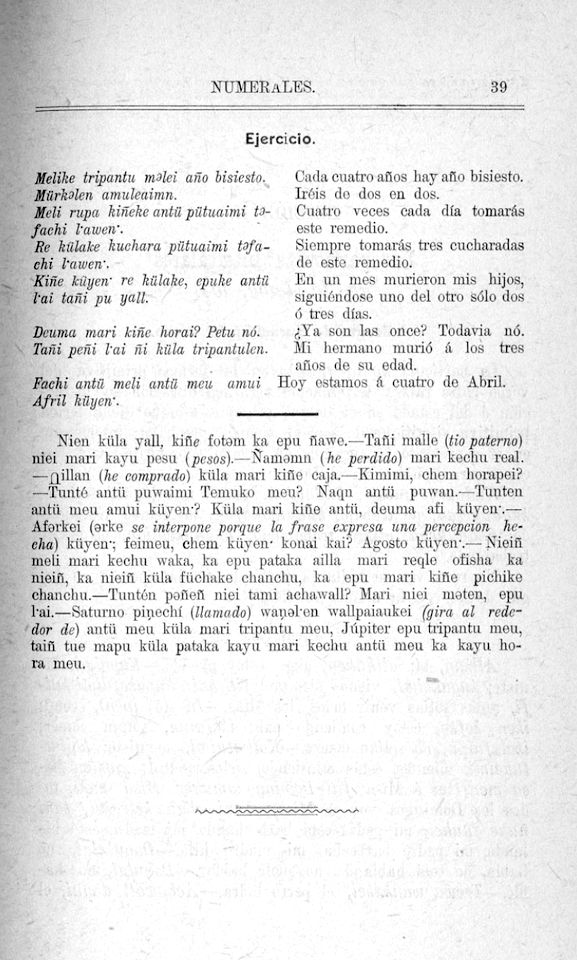 NUMERALES. 39
Ejercicio.
Melike tripantu məlei año bisiesto.
Mürkəlen amuleaimn.
Meli rupa kiñeke antü pütuaimi tə-
fachi l·awen·.
Re külake kuchara pütuaimi təfa-
chi l·awen·.
Kiñe küyen· re külake, epuke antü
l·ai tañi pu yall.
Deuma mari kiñe horai? Petu nó.
Tañi peñi l·ai ñi küla tripantulen.
Fachi antü meli antü meu amui
Afril küyen·.
Cada cuatro años hay año bisiesto.
Iréis de dos en dos.
Cuatro veces cada día tomarás
este remedio.
Siempre tomarás tres cucharadas
de este remedio.
En un mes murieron mis hijos,
siguiéndose uno del otro sólo dos
ó tres días.
¿Ya son las once? Todavia nó.
Mi hermano murió á los tres
años de su edad.
Hoy estamos á cuatro de Abril.
Nien küla yall, kiñe fotəm ka epu ñawe.—Tañi malle (tio paterno)
niei mari kayu pesu (pesos).—Ñamәmn (he perdido) mari kechu real.
—Ŋillan (he comprado) küla mari kiñe caja.—Kimimi, chem horapei?
—Tunté antü puwaimi Temuko meu? Naqn antü puwan.—Tunten
antü meu amui küyen·? Küla mari kiñe antü, deuma afi küyen·.—
Afərkei (ərke se interpone porque la frase expresa una percepcion he-
cha) küyen·; feimeu, chem küyen· konai kai? Agosto küyen·.—Nieiñ
meli mari kechu waka, ka epu pataka ailla mari reqle ofisha ka
nieiñ, ka nieiñ küla füchake chanchu, ka epu mari kiñe pichike
chanchu.—Tuntén pəñeñ niei tami achawall? Mari niei məten, epu
l·ai.—Saturno piŋechí (llamado) waŋəl·en wallpaiaukei (gira al rede-
dor de) antü meu küla mari tripantu meu, Júpiter epu tripantu meu,
taiñ tue mapu küla pataka kayu mari kechu antü meu ka kayu ho-
ra meu.